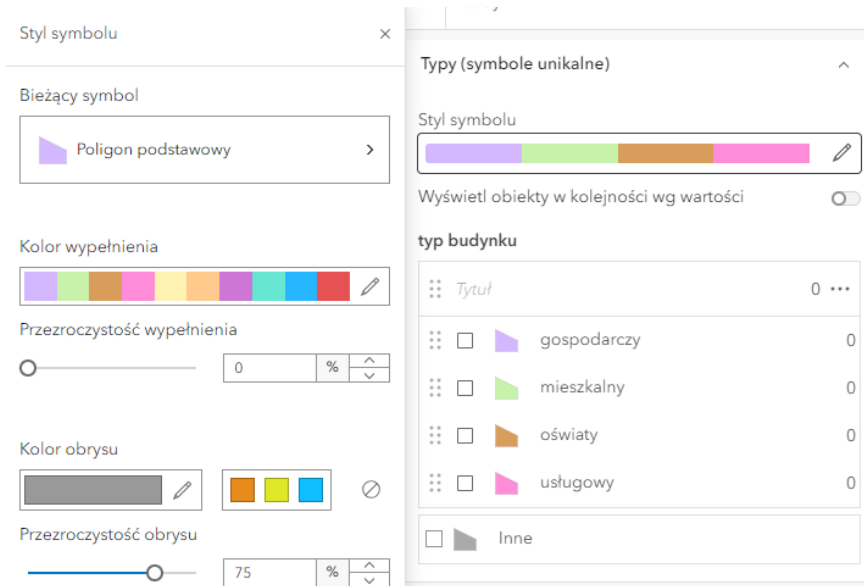 Styl symbolu
Bieżący symbol
Poligon podstawowy
Kolor wypełnienia
Przezroczystość wypełnienia
0 %
Kolor obrysu
Przezroczystość obrysu
75 %
Typy (symbole unikalne)
Styl symbolu
Wyświetl obiekty w kolejności wg wartości
typ budynku
Tytuł 0
gospodarczy 0
mieszkalny 0
oświaty 0
usługowy 0
Inne